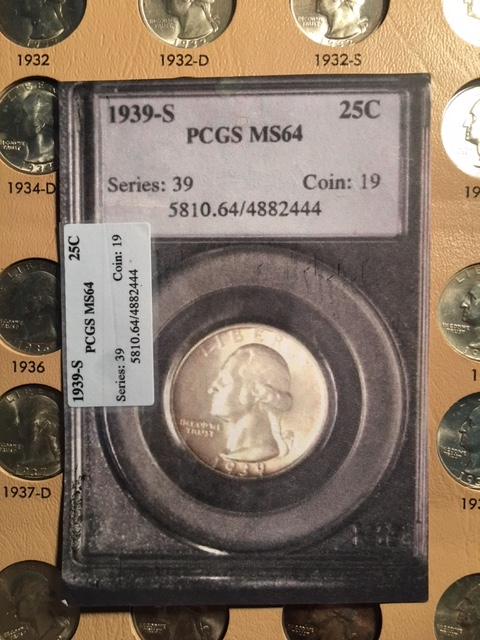 1932
1932-D
1932-S
1934-D
1936
1937-D
1939-S 25C
PCGS MS64
Series: 39 Coin: 19
5810.64/4882444
1939-S 25C
PCGS MS64
Series: 39 Coin: 19
5810.64/4882444
LIBERTY
IN GOD WE
TRUST
1939